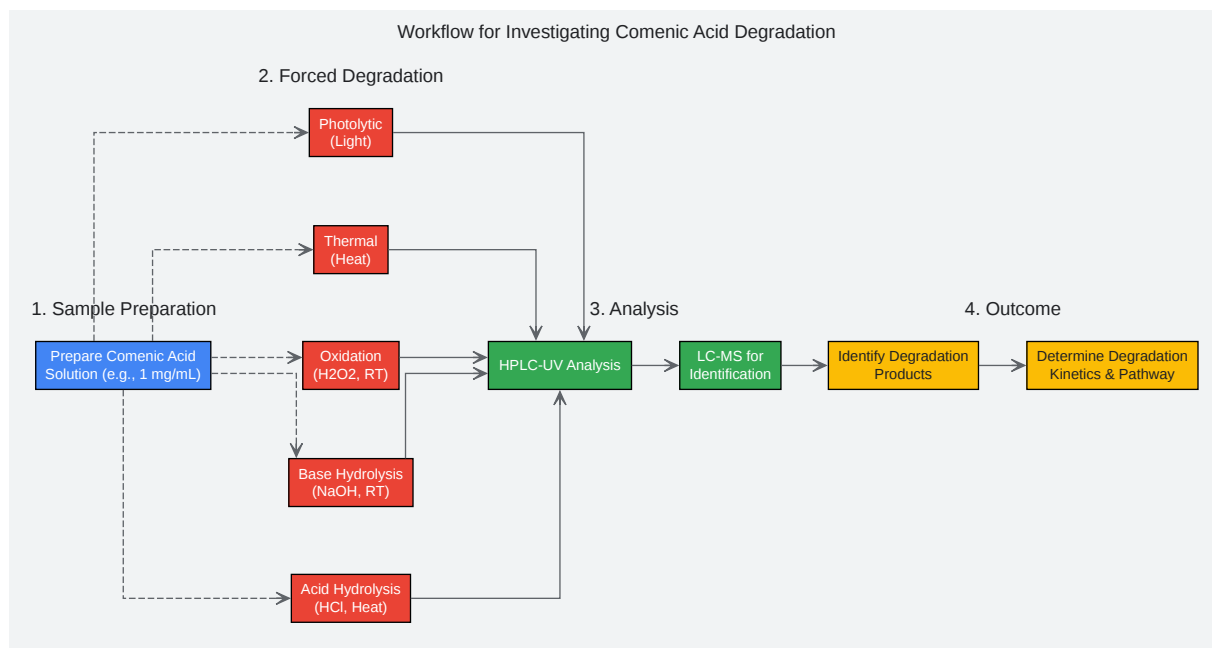 Workflow for Investigating Comenic Acid Degradation
2. Forced Degradation
Photolytic
(Light)
Thermal
(Heat)
1. Sample Preparation
3. Analysis
4. Outcome
Prepare Comenic Acid
Solution (e.g., 1 mg/mL)
Oxidation
(H2O2, RT)
HPLC-UV Analysis
LC-MS for
Identification
Identify Degradation
Products
Determine Degradation
Kinetics & Pathway
Base Hydrolysis
(NaOH, RT)
Acid Hydrolysis
(HCl, Heat)